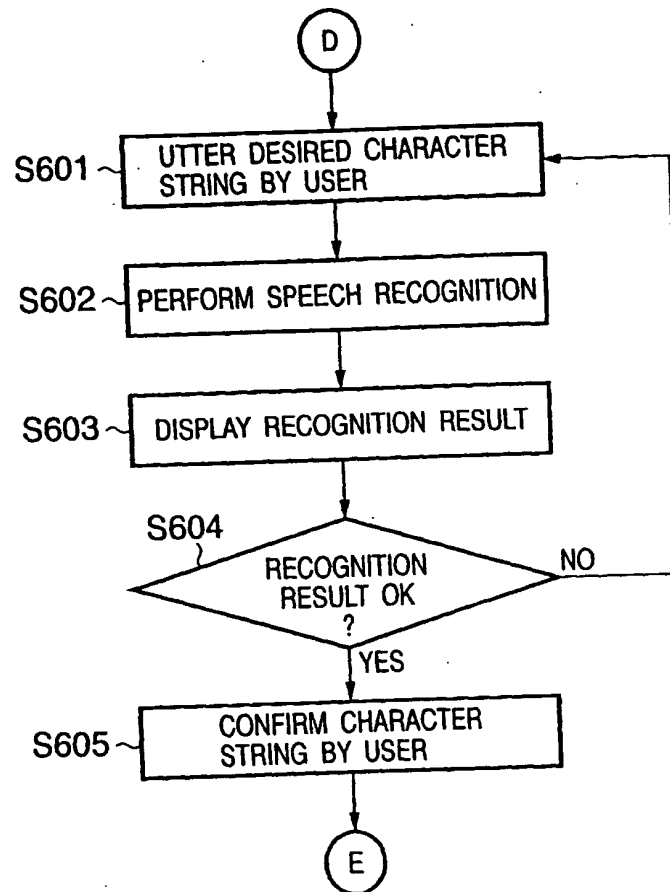 D
S601
UTTER DESIRED CHARACTER
STRING BY USER
S602
PERFORM SPEECH RECOGNITION
S603
DISPLAY RECOGNITION RESULT
S604
RECOGNITION
RESULT OK
?
NO
YES
S605
CONFIRM CHARACTER
STRING BY USER
E